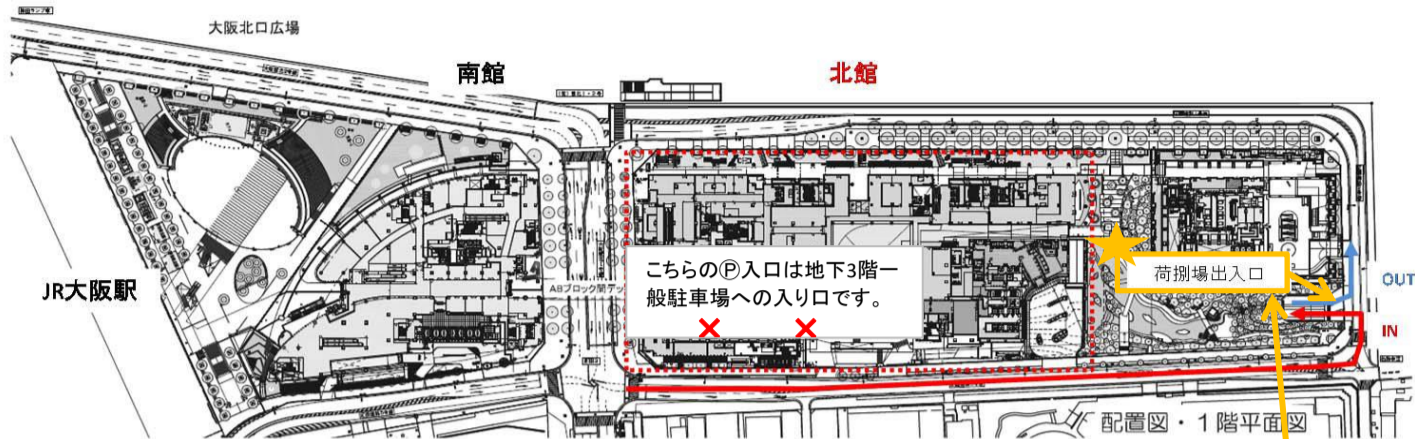 大阪北口広場
南館
北館
JR大阪駅
ABブロック間デッ
こちらのⓅ入口は地下3階一
般駐車場への入り口です。
荷捌場出入口
OUT
IN
配置図・1階平面図